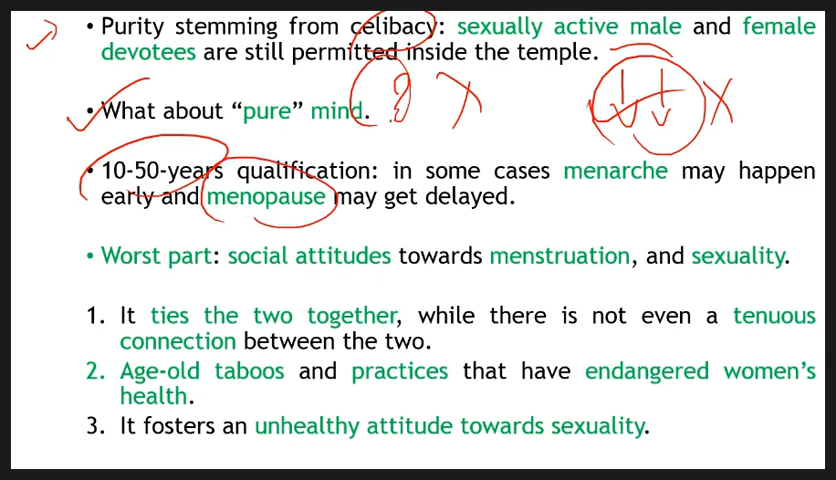 • Purity stemming from celibacy: sexually active male and female
devotees are still permitted inside the temple.
• What about “pure” mind.
• 10-50-years qualification: in some cases menarche may happen
early and menopause may get delayed.
• Worst part: social attitudes towards menstruation, and sexuality.
1. It ties the two together, while there is not even a tenuous
connection between the two.
2. Age-old taboos and practices that have endangered women’s
health.
3. It fosters an unhealthy attitude towards sexuality.